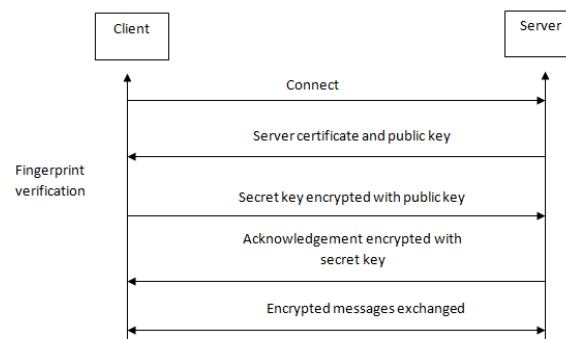 Client
Server
Connect
Server certificate and public key
Fingerprint
verification
Secret key encrypted with public key
Acknowledgement encrypted with
secret key
Encrypted messages exchanged